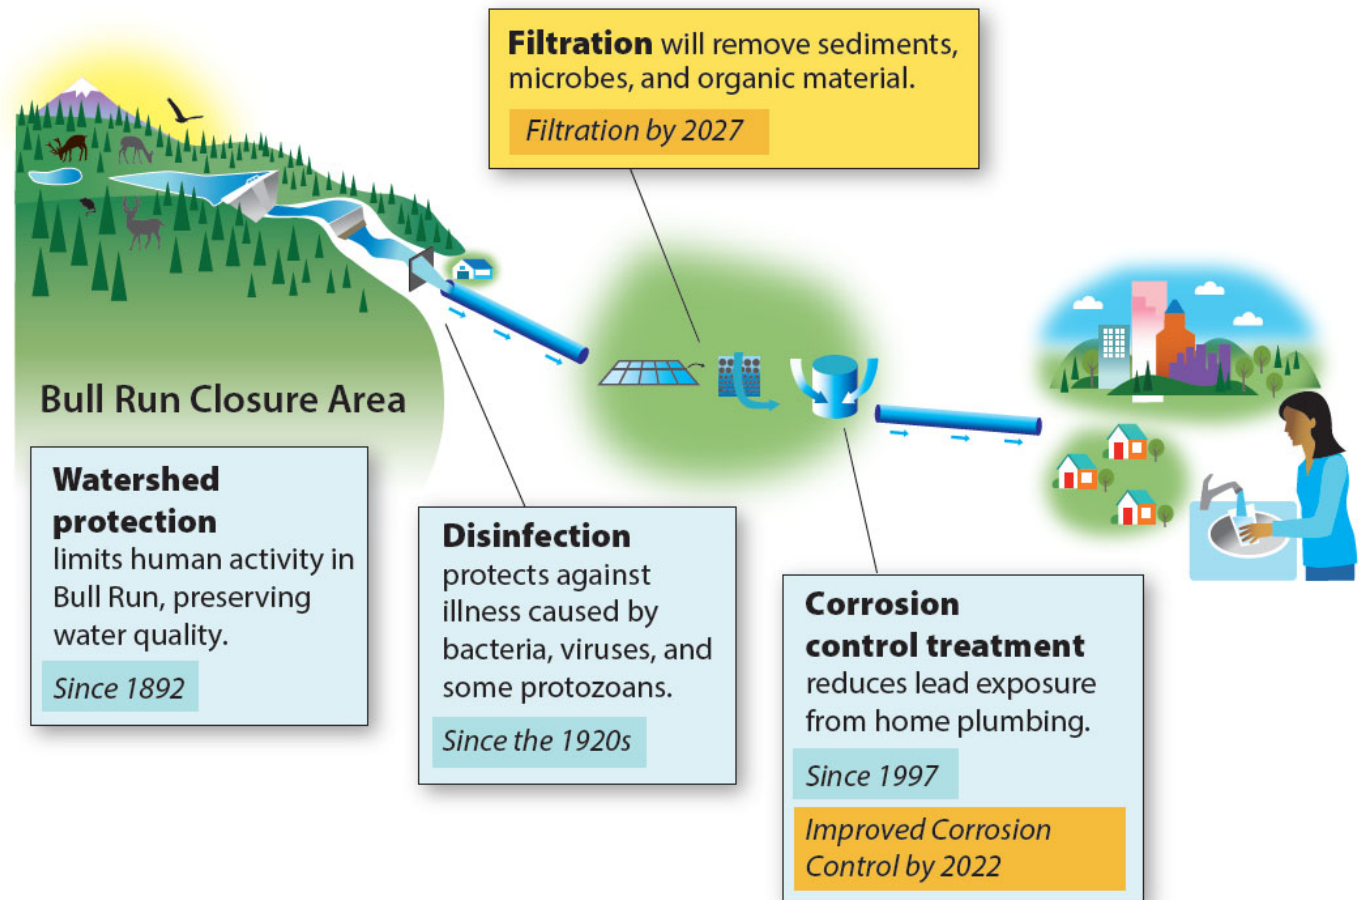 Filtration will remove sediments,
microbes, and organic material.
Filtration by 2027
Bull Run Closure Area
Watershed
protection
limits human activity in
Bull Run, preserving
water quality.
Since 1892
Disinfection
protects against
illness caused by
bacteria, viruses, and
some protozoans.
Since the 1920s
Corrosion
control treatment
reduces lead exposure
from home plumbing.
Since 1997
Improved Corrosion
Control by 2022